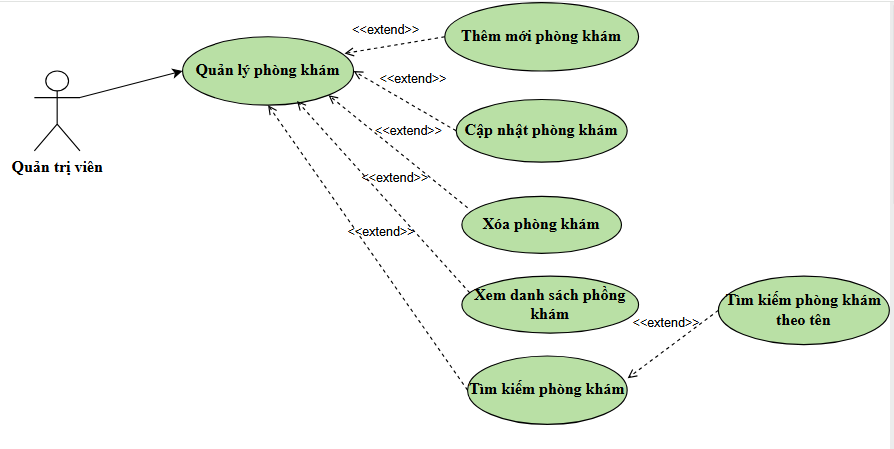 <<extend>>
Thêm mới phòng khám
Quản lý phòng khám
<<extend>>
Cập nhật phòng khám
<<extend>>
Quản trị viên
<<extend>>
Xóa phòng khám
<<extend>>
Xem danh sách phồng
khám
Tìm kiếm phòng khám
theo tên
<<extend>>
Tìm kiếm phòng khám